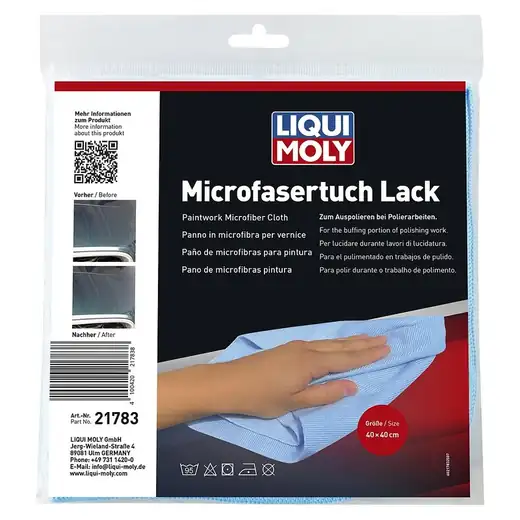 Mehr Informationen
zum Produkt
More information
about this produkt
Vorher / Before
Nachher / After
4 100420 217838
Art.-Nr.
Part No. 21783
LIQUI MOLY GmbH
Jerg-Wieland-Straße 4
89081 Ulm GERMANY
Phone: +49 731 1420-0
E-Mail: info@liqui-moly.de
www.liqui-moly.com
LIQUI
MOLY
Microfasertuch Lack
Paintwork Microfiber Cloth
Panno in microfibra per vernice
Paño de microfibras para pintura
Pano de microfibras pintura
Zum Auspolieren bei Polierarbeiten.
For the buffing portion of polishing work.
Per lucidare durante lavori di lucidatura.
Para el pulimentado en trabajos de pulido.
Para polir durante o trabalho de polimento.
Größe / Size
40×40 cm